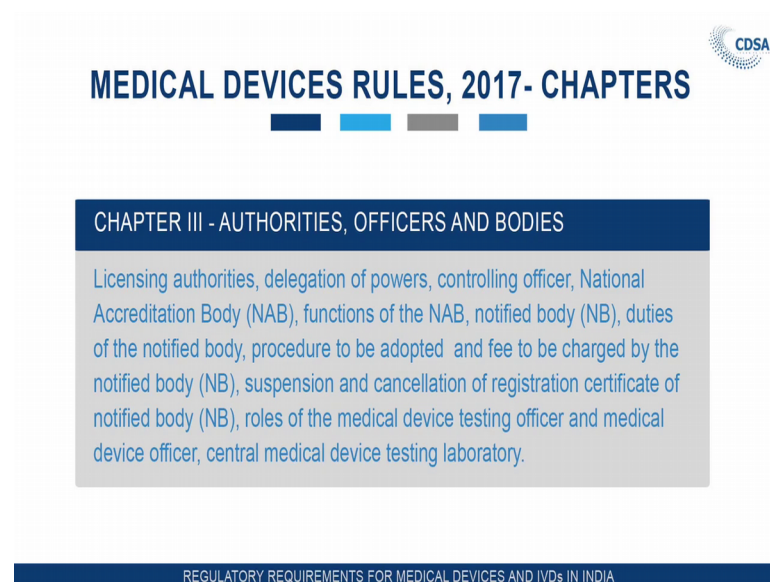 CDSA
MEDICAL DEVICES RULES, 2017- CHAPTERS
CHAPTER III - AUTHORITIES, OFFICERS AND BODIES
Licensing authorities, delegation of powers, controlling officer, National
Accreditation Body (NAB), functions of the NAB, notified body (NB), duties
of the notified body, procedure to be adopted and fee to be charged by the
notified body (NB), suspension and cancellation of registration certificate of
notified body (NB), roles of the medical device testing officer and medical
device officer, central medical device testing laboratory.
REGULATORY REQUIREMENTS FOR MEDICAL DEVICES AND IVDs IN INDIA